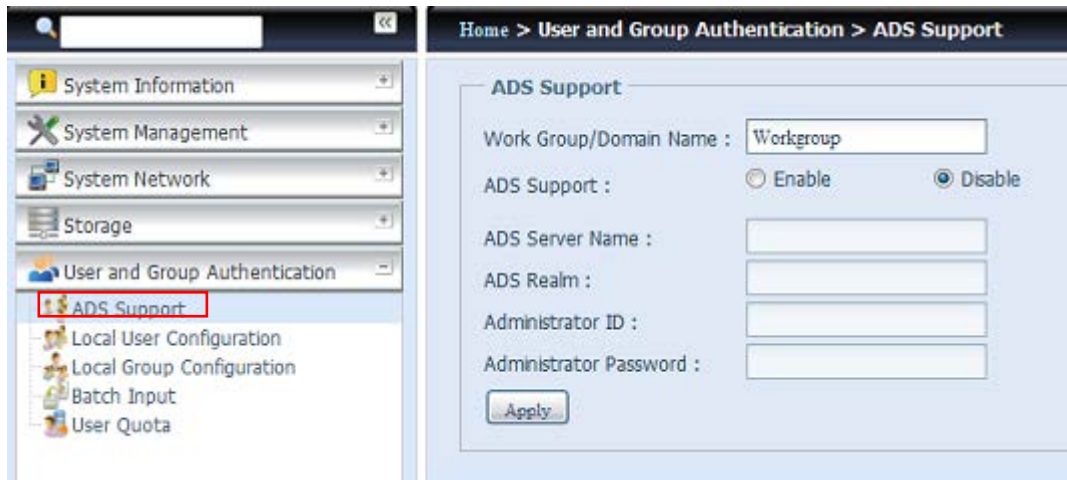 Home > User and Group Authentication > ADS Support
System Information
System Management
System Network
Storage
User and Group Authentication
ADS Support
Local User Configuration
Local Group Configuration
Batch Input
User Quota
ADS Support
Work Group/Domain Name : Workgroup
ADS Support : Enable Disable
ADS Server Name :
ADS Realm :
Administrator ID :
Administrator Password :
Apply